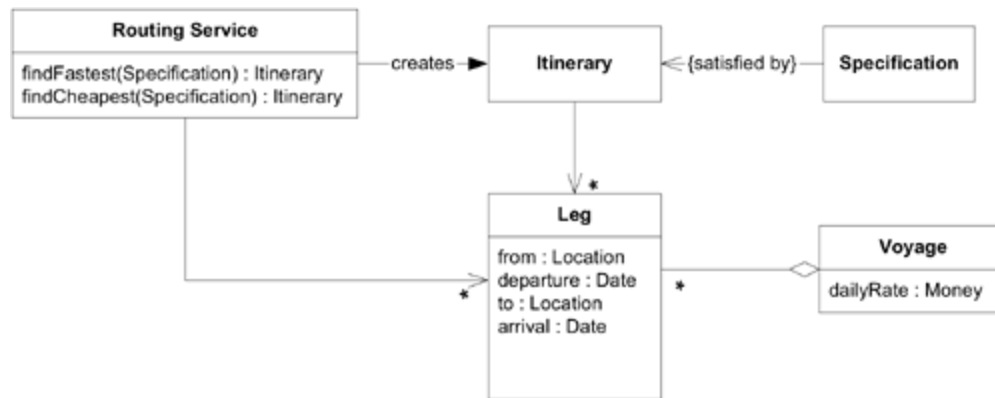 Routing Service
findFastest(Specification) : Itinerary
findCheapest(Specification) : Itinerary
creates
Itinerary
{satisfied by}
Specification
*
Leg
from : Location
departure : Date
to : Location
arrival : Date
*
*
Voyage
dailyRate : Money